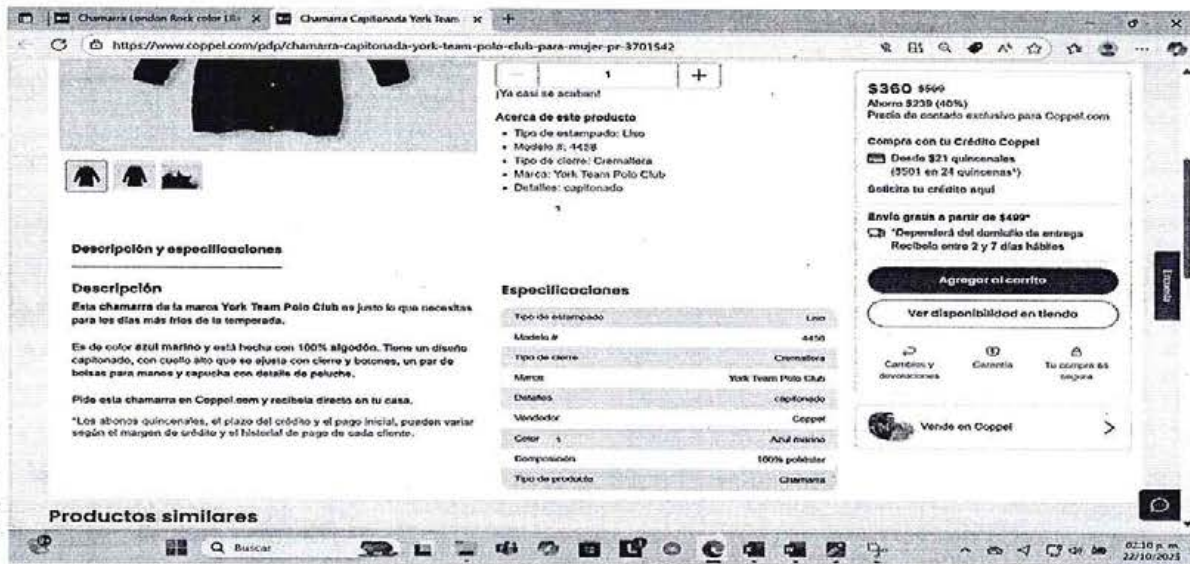 Chamarra London Rock color Lila
Chamarra Capitonada York Team
https://www.coppel.com/pdp/chamarra-capitonada-york-team-polo-club-para-mujer-pr-3701542
1
¡Ya casi se acaban!
Acerca de este producto
• Tipo de estampado: Liso
• Modelo #: 4458
• Tipo de cierre: Cremallera
• Marca: York Team Polo Club
• Detalles: capitonado
Descripción y especificaciones
Descripción
Esta chamarra de la marca York Team Polo Club es justo lo que necesitas
para los días más fríos de la temporada.
Es de color azul marino y está hecha con 100% algodón. Tiene un diseño
capitonado, con cuello alto que se ajusta con cierre y botones, un par de
bolsas para manos y capucha con detalle de peluche.
Pide esta chamarra en Coppel.com y recíbela directo en tu casa.
*Los abonos quincenales, el plazo del crédito y el pago inicial, pueden variar
según el margen de crédito y el historial de pago de cada cliente.
Especificaciones
Tipo de estampado Liso
Modelo # 4458
Tipo de cierre Cremallera
Marca York Team Polo Club
Detalles capitonado
Vendedor Coppel
Color Azul marino
Composición 100% poliéster
Tipo de producto Chamarra
$360 $599
Ahorra $239 (40%)
Precio de contado exclusivo para Coppel.com
Compra con tu Crédito Coppel
Desde $21 quincenales
($501 en 24 quincenas*)
Solicita tu crédito aquí
Envío gratis a partir de $499*
*Dependerá del domicilio de entrega
Recíbelo entre 2 y 7 días hábiles
Agregar al carrito
Ver disponibilidad en tienda
Cambios y
devoluciones
Garantía
Tu compra es
segura
Vende en Coppel
Productos similares
Buscar
02:10 p. m.
22/10/2025